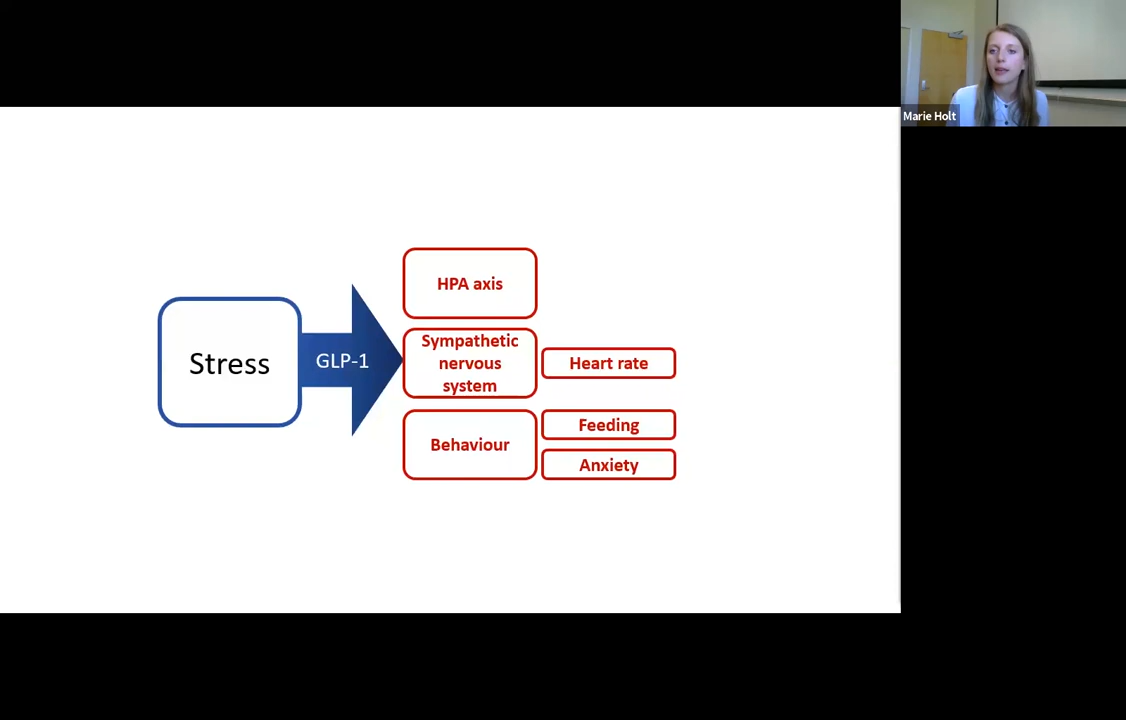 Marie Holt
HPA axis
Stress
GLP-1
Sympathetic
nervous
system
Heart rate
Behaviour
Feeding
Anxiety